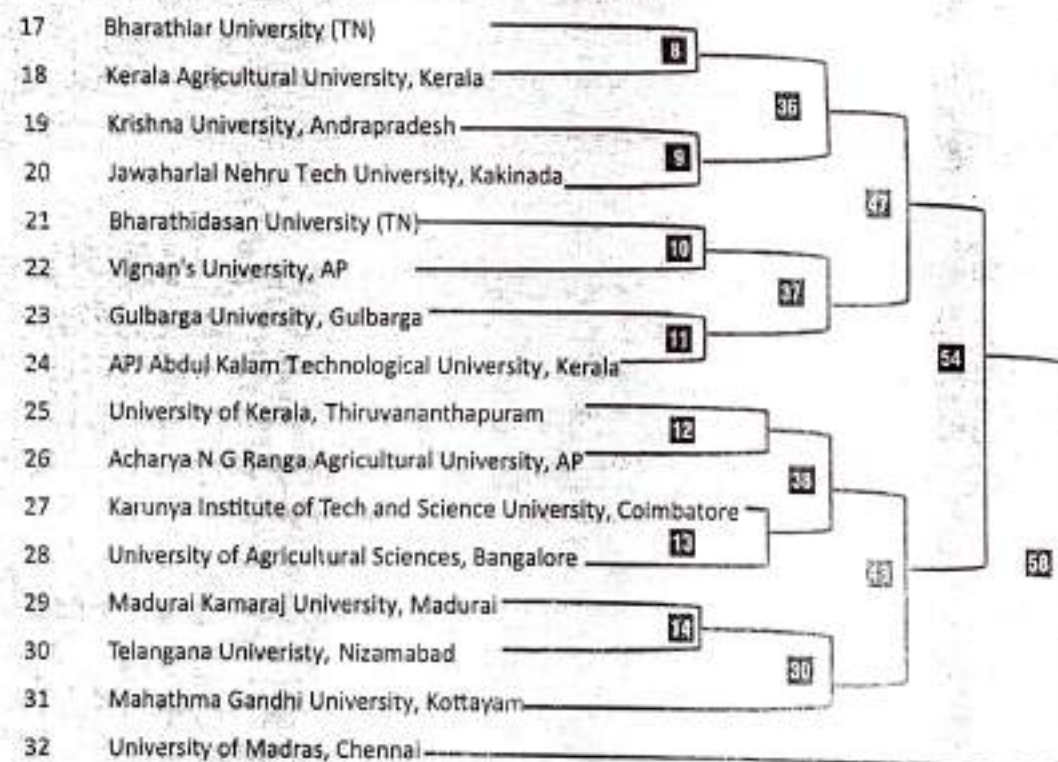 17 Bharathiar University (TN)
8
18 Kerala Agricultural University, Kerala
36
19 Krishna University, Andrapradesh
9
20 Jawaharlal Nehru Tech University, Kakinada
47
21 Bharathidasan University (TN)
10
22 Vignan's University, AP
37
23 Gulbarga University, Gulbarga
11
24 APJ Abdul Kalam Technological University, Kerala
54
25 University of Kerala, Thiruvananthapuram
12
26 Acharya N G Ranga Agricultural University, AP
38
27 Karunya Institute of Tech and Science University, Coimbatore
13
28 University of Agricultural Sciences, Bangalore
58
29 Madurai Kamaraj University, Madurai
14
30 Telangana Univeristy, Nizamabad
30
31 Mahathma Gandhi University, Kottayam
32 University of Madras, Chennai